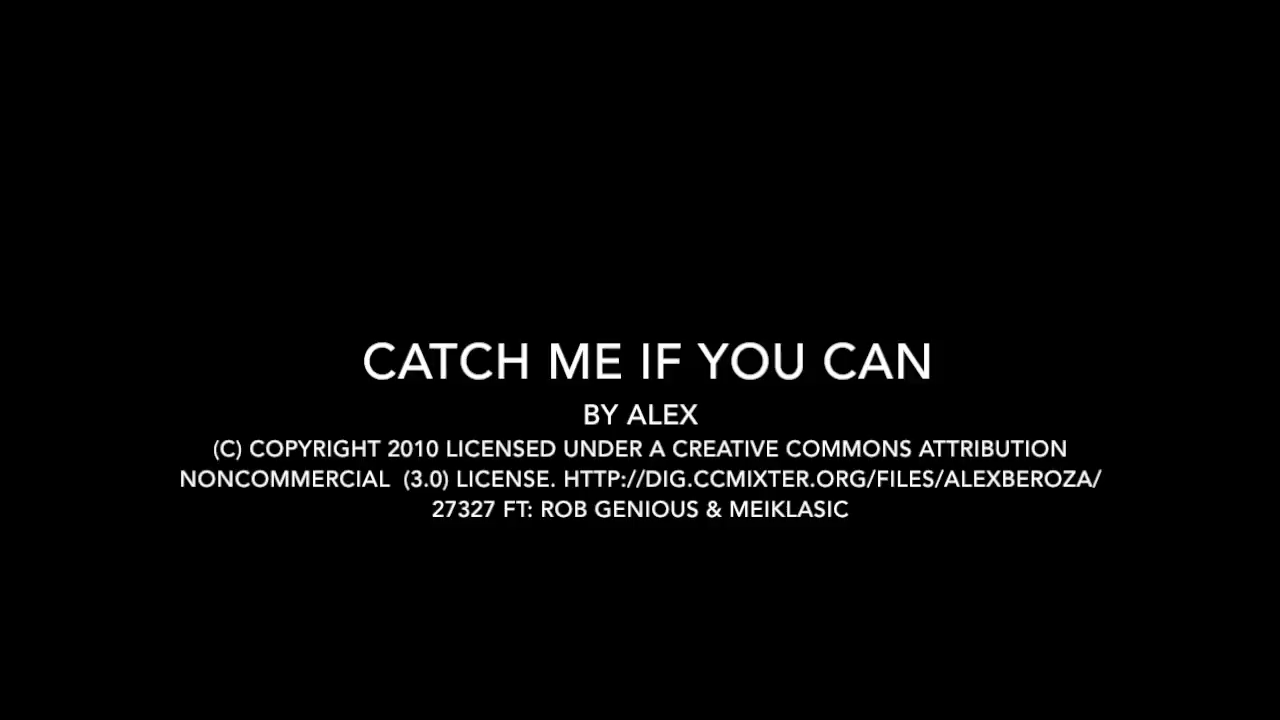 CATCH ME IF YOU CAN
BY ALEX
(C) COPYRIGHT 2010 LICENSED UNDER A CREATIVE COMMONS ATTRIBUTION
NONCOMMERCIAL  (3.0) LICENSE. HTTP://DIG.CCMIXTER.ORG/FILES/ALEXBEROZA/
27327 FT: ROB GENIOUS & MEIKLASIC